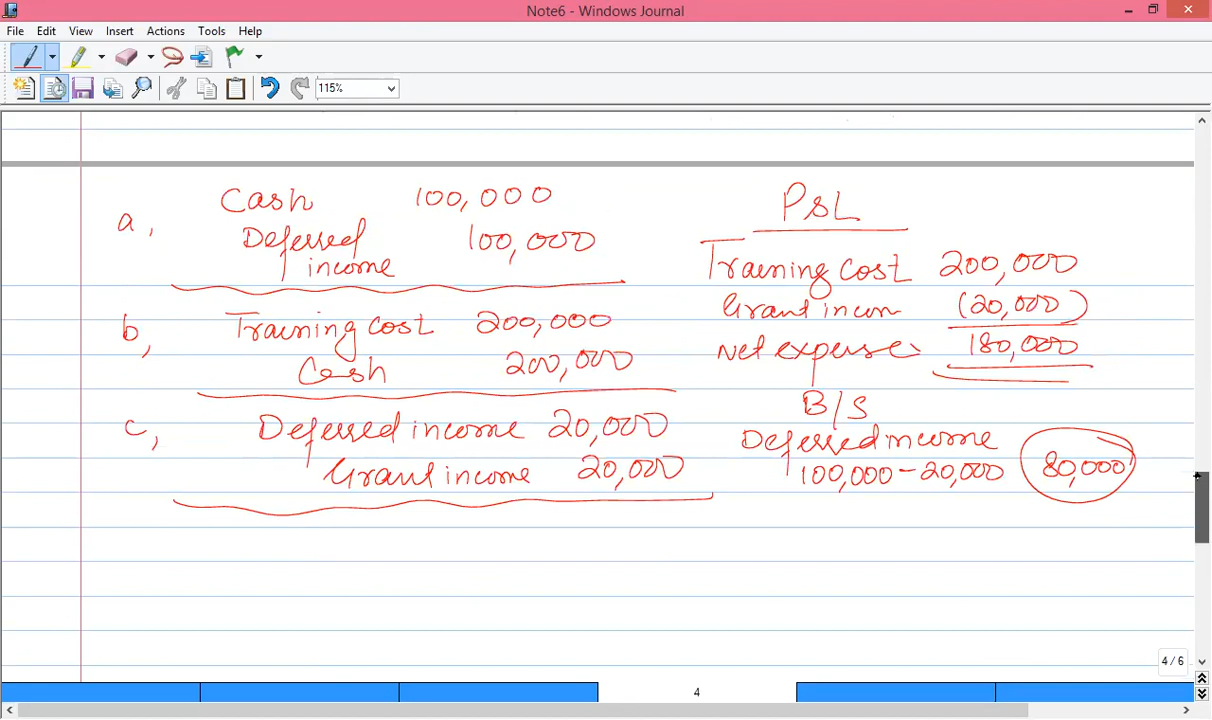 Note6 - Windows Journal
File Edit View Insert Actions Tools Help
115%
a, Cash 100,000
Deferred income 100,000
b, Training cost 200,000
Cash 200,000
c, Deferred income 20,000
Grant income 20,000
P&L
Training cost 200,000
Grant incom (20,000)
Net expense 180,000
B/S
Deferred income
100,000 - 20,000 80,000
4 / 6
4